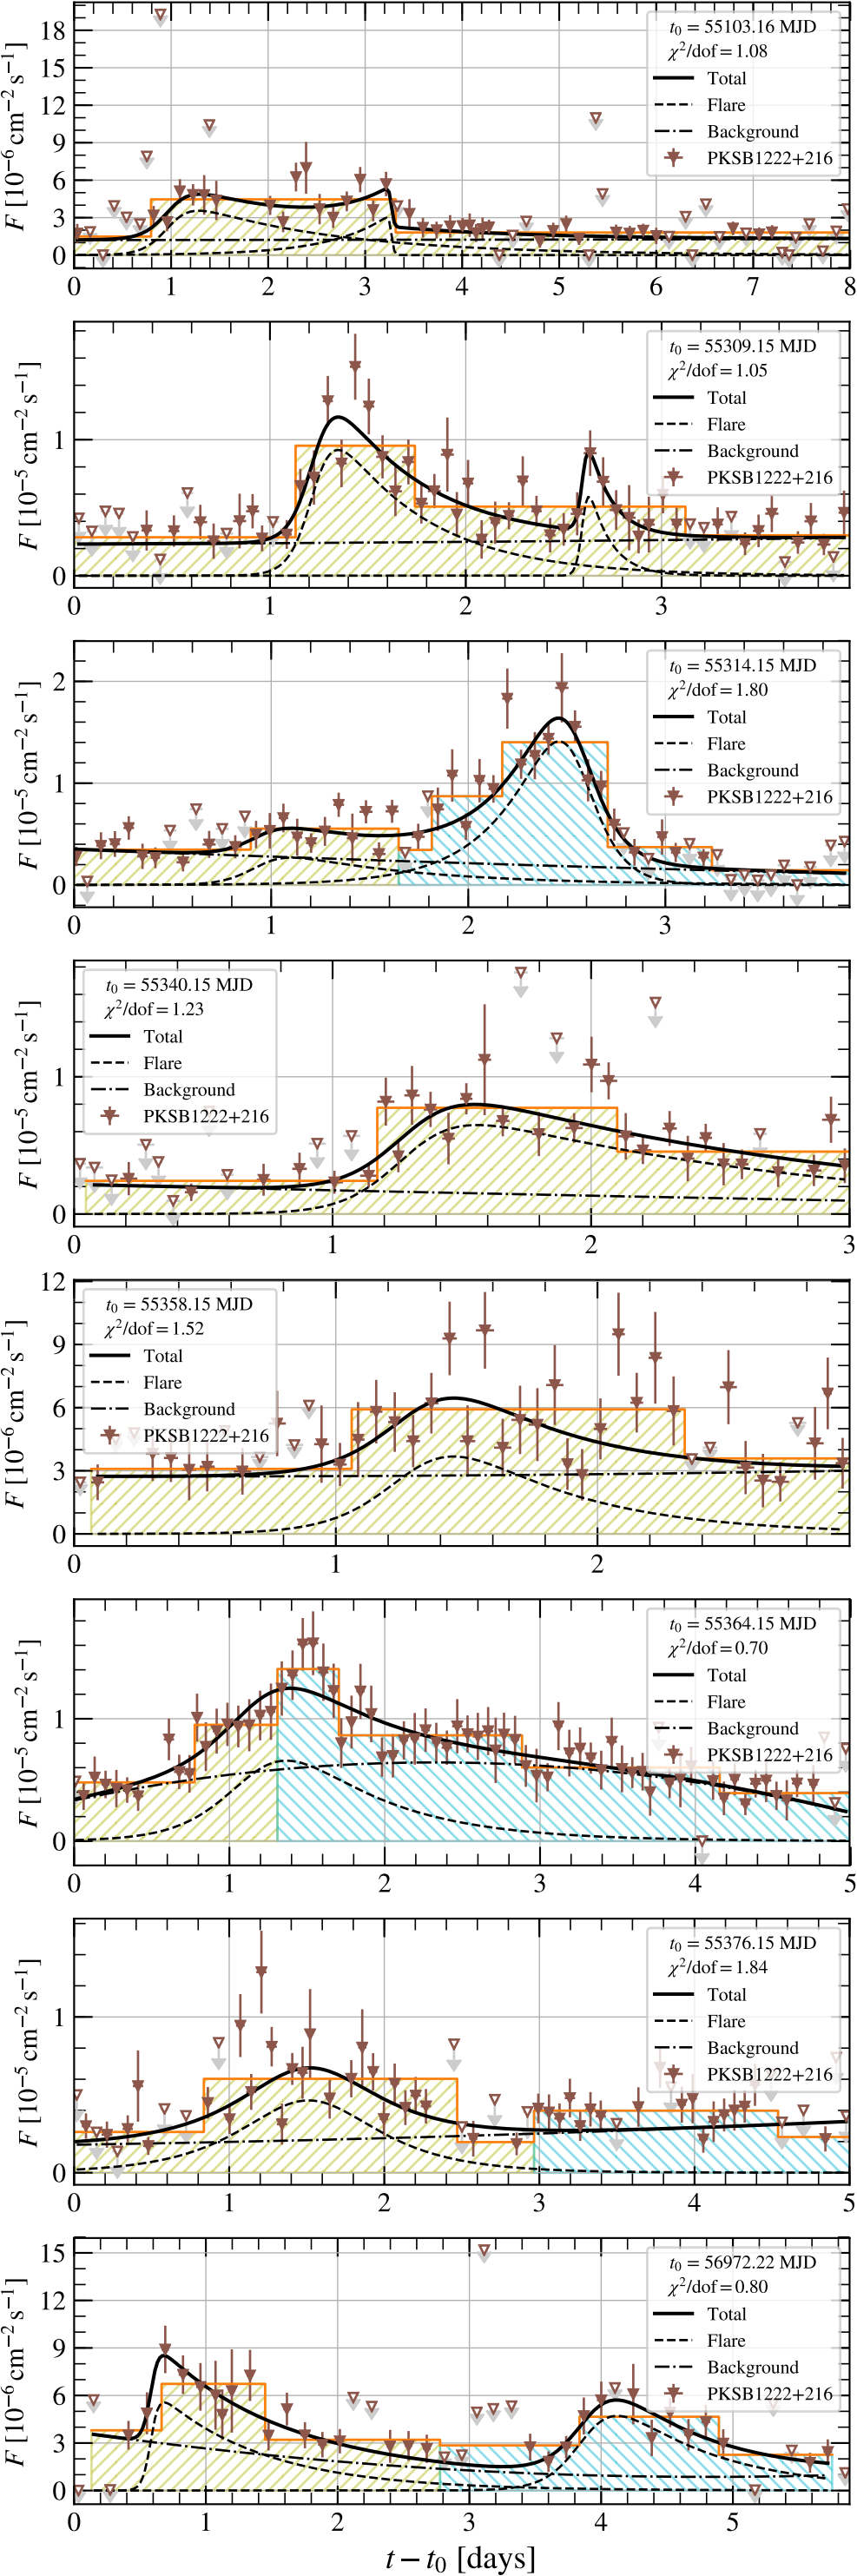 F [10⁻⁶ cm⁻² s⁻¹]
18
15
12
9
6
3
0
t₀ = 55103.16 MJD
χ²/dof = 1.08
Total
Flare
Background
PKSB1222+216
0 1 2 3 4 5 6 7 8
F [10⁻⁵ cm⁻² s⁻¹]
1
0
t₀ = 55309.15 MJD
χ²/dof = 1.05
Total
Flare
Background
PKSB1222+216
0 1 2 3
F [10⁻⁵ cm⁻² s⁻¹]
2
1
0
t₀ = 55314.15 MJD
χ²/dof = 1.80
Total
Flare
Background
PKSB1222+216
0 1 2 3
F [10⁻⁵ cm⁻² s⁻¹]
1
0
t₀ = 55340.15 MJD
χ²/dof = 1.23
Total
Flare
Background
PKSB1222+216
0 1 2 3
F [10⁻⁶ cm⁻² s⁻¹]
12
9
6
3
0
t₀ = 55358.15 MJD
χ²/dof = 1.52
Total
Flare
Background
PKSB1222+216
0 1 2
F [10⁻⁵ cm⁻² s⁻¹]
1
0
t₀ = 55364.15 MJD
χ²/dof = 0.70
Total
Flare
Background
PKSB1222+216
0 1 2 3 4 5
F [10⁻⁵ cm⁻² s⁻¹]
1
0
t₀ = 55376.15 MJD
χ²/dof = 1.84
Total
Flare
Background
PKSB1222+216
0 1 2 3 4 5
F [10⁻⁶ cm⁻² s⁻¹]
15
12
9
6
3
0
t₀ = 56972.22 MJD
χ²/dof = 0.80
Total
Flare
Background
PKSB1222+216
0 1 2 3 4 5
t − t₀ [days]